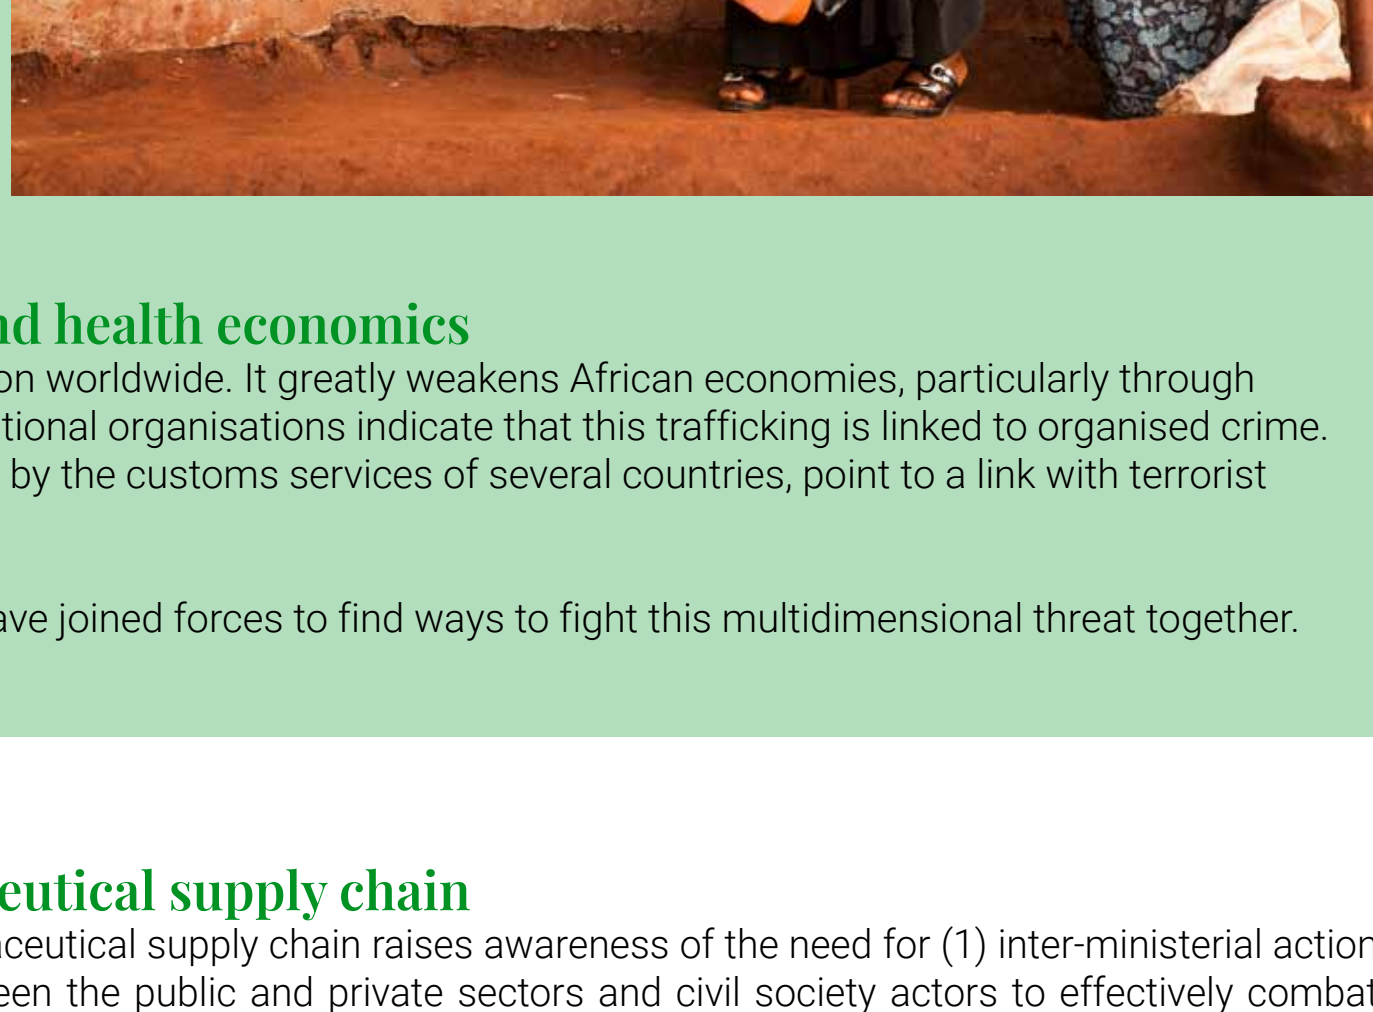 nd health economics
on worldwide. It greatly weakens African economies, particularly through
tional organisations indicate that this trafficking is linked to organised crime.
by the customs services of several countries, point to a link with terrorist
ave joined forces to find ways to fight this multidimensional threat together.
eutical supply chain
aceutical supply chain raises awareness of the need for (1) inter-ministerial action
een the public and private sectors and civil society actors to effectively combat